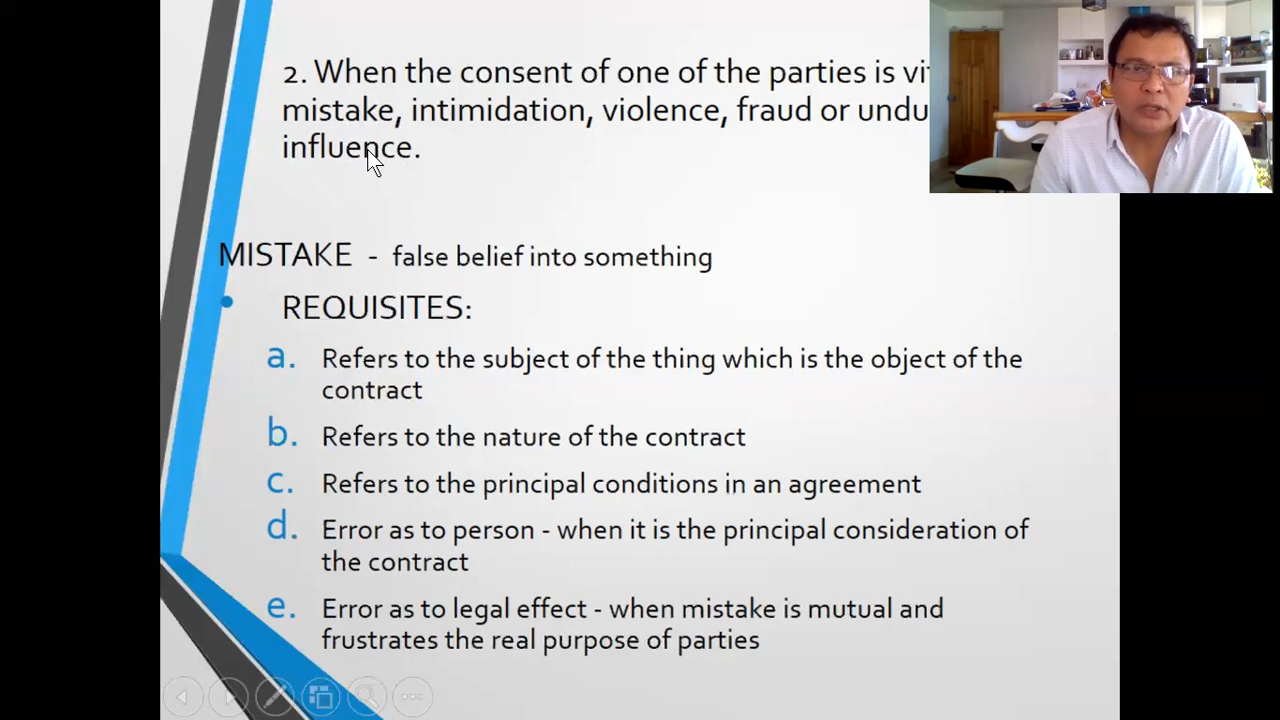 2. When the consent of one of the parties is
mistake, intimidation, violence, fraud or
influence.
MISTAKE - false belief into something
REQUISITES:
a. Refers to the subject of the thing which is the object of the
contract
b. Refers to the nature of the contract
c. Refers to the principal conditions in an agreement
d. Error as to person - when it is the principal consideration of
the contract
e. Error as to legal effect - when mistake is mutual and
frustrates the real purpose of parties